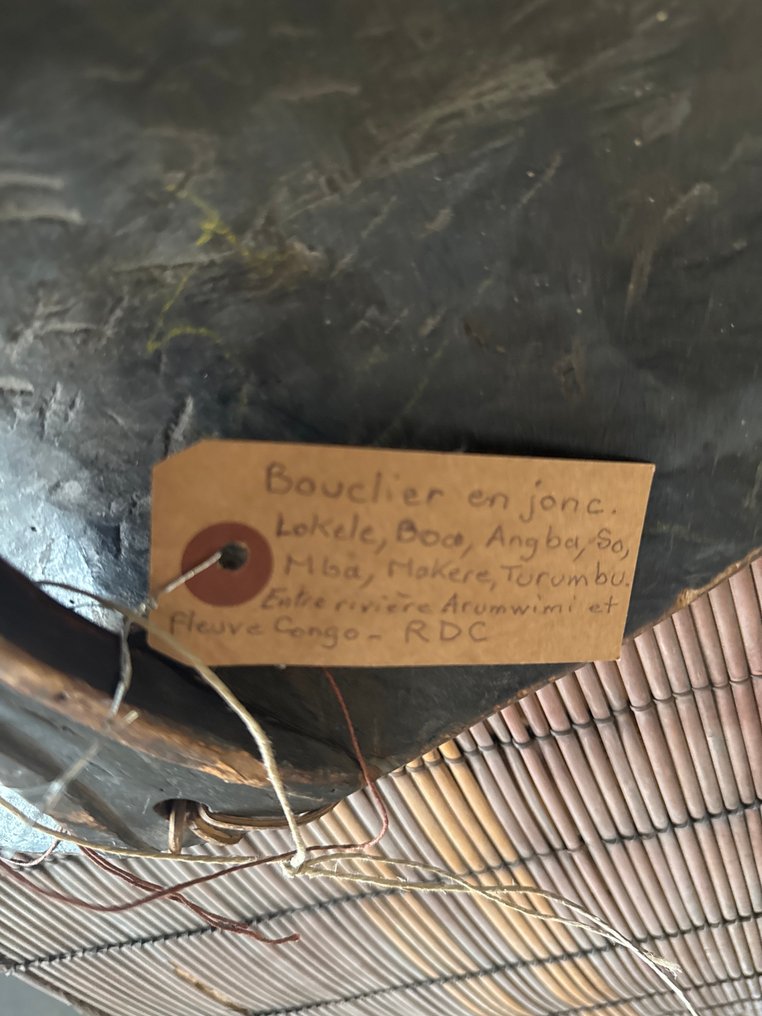 Bouclier en jonc.
Lokele, Boa, Angba, So,
Mba, Makere, Turumbu.
Entre rivière Arumwimi et
Fleuve Congo - RDC